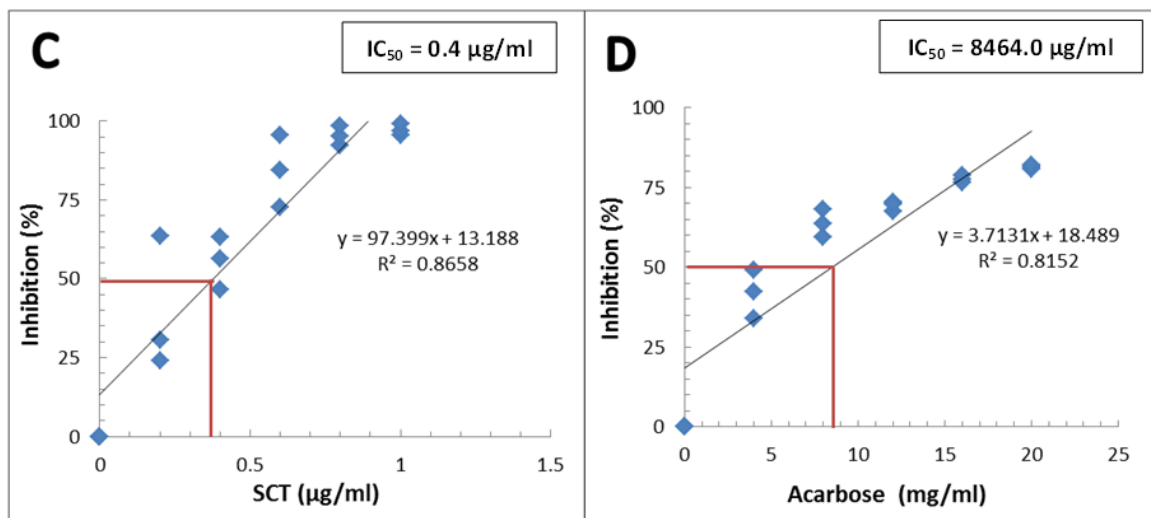 C
IC₅₀ = 0.4 µg/ml
100
75
50
25
0
Inhibition (%)
y = 97.399x + 13.188
R² = 0.8658
0 0.5 1 1.5
SCT (µg/ml)
D
IC₅₀ = 8464.0 µg/ml
100
75
50
25
0
Inhibition (%)
y = 3.7131x + 18.489
R² = 0.8152
0 5 10 15 20 25
Acarbose (mg/ml)